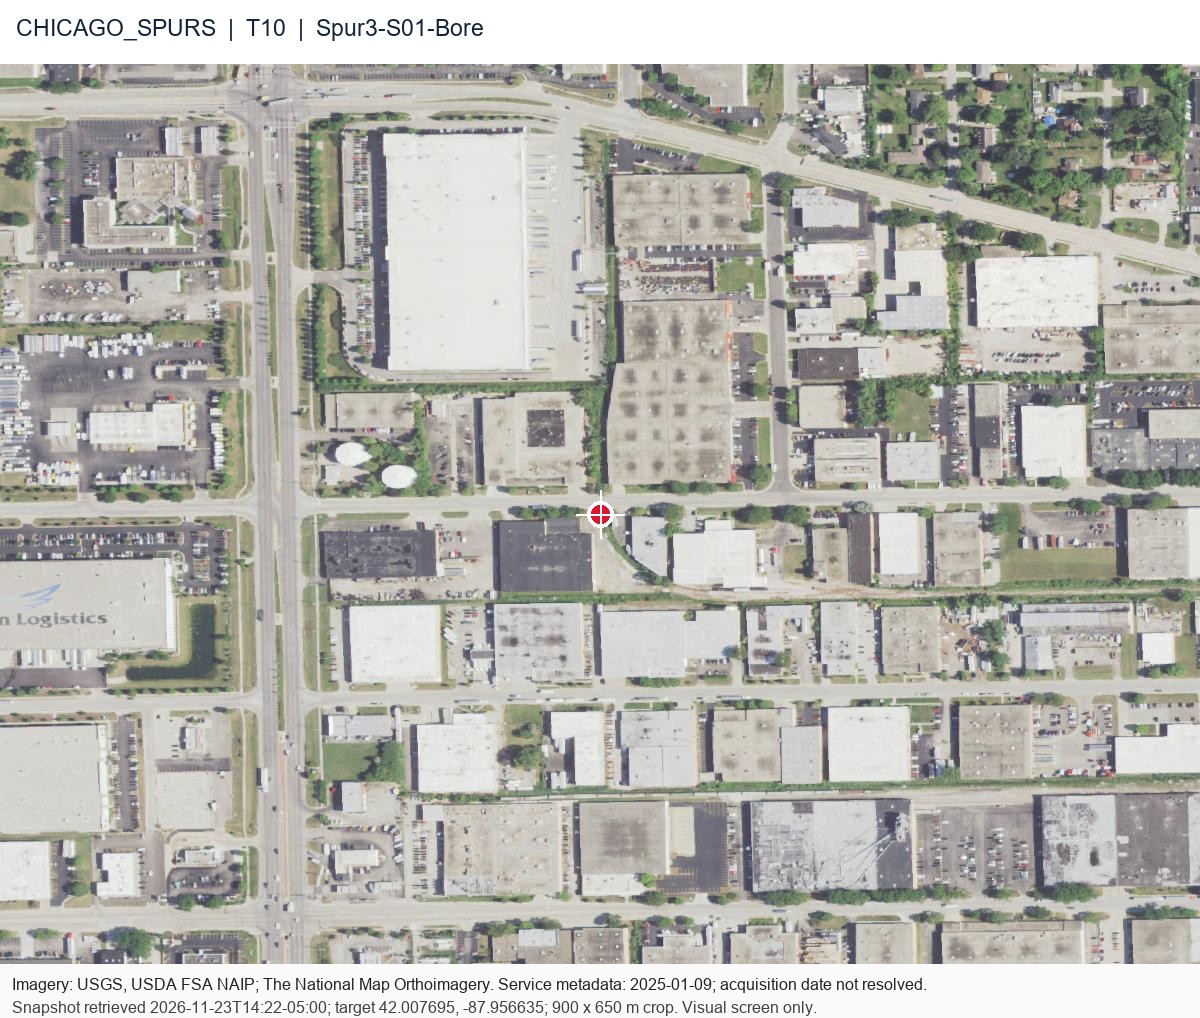 CHICAGO_SPURS | T10 | Spur3-S01-Bore
n Logistics
Imagery: USGS, USDA FSA NAIP; The National Map Orthoimagery. Service metadata: 2025-01-09; acquisition date not resolved.
Snapshot retrieved 2026-11-23T14:22-05:00; target 42.007695, -87.956635; 900 x 650 m crop. Visual screen only.